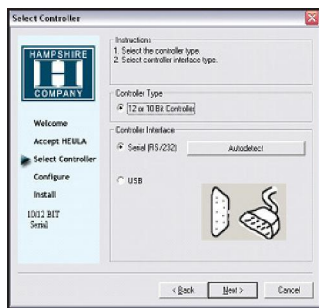 Select Controller
HAMPSHIRE
COMPANY
Welcome
Accept HEULA
Select Controller
Configure
Install
10/12 BIT
Serial
Instructions
1. Select the controller type.
2. Select controller interface type.
Controller Type
12 or 10 Bit Controller
Controller Interface
Serial (RS/232)
Autodetect
USB
< Back
Next >
Cancel